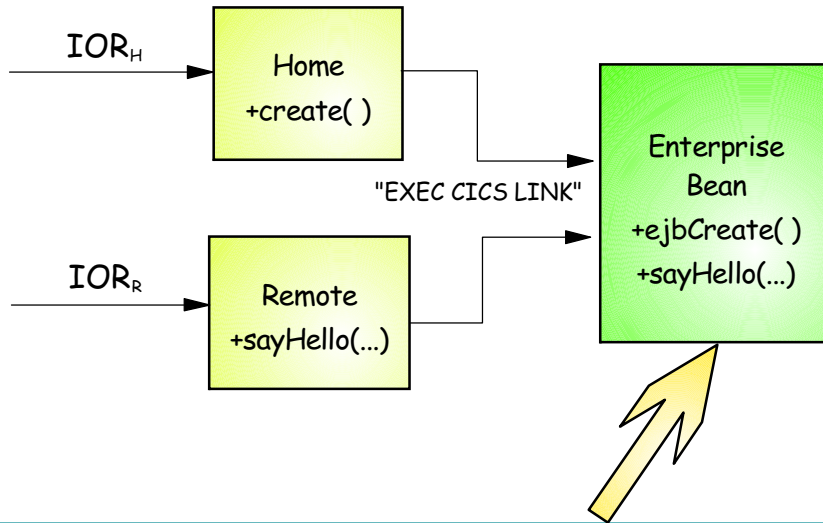 IORH
Home
+create( )
"EXEC CICS LINK"
Enterprise
Bean
+ejbCreate( )
+sayHello(...)
IORR
Remote
+sayHello(...)